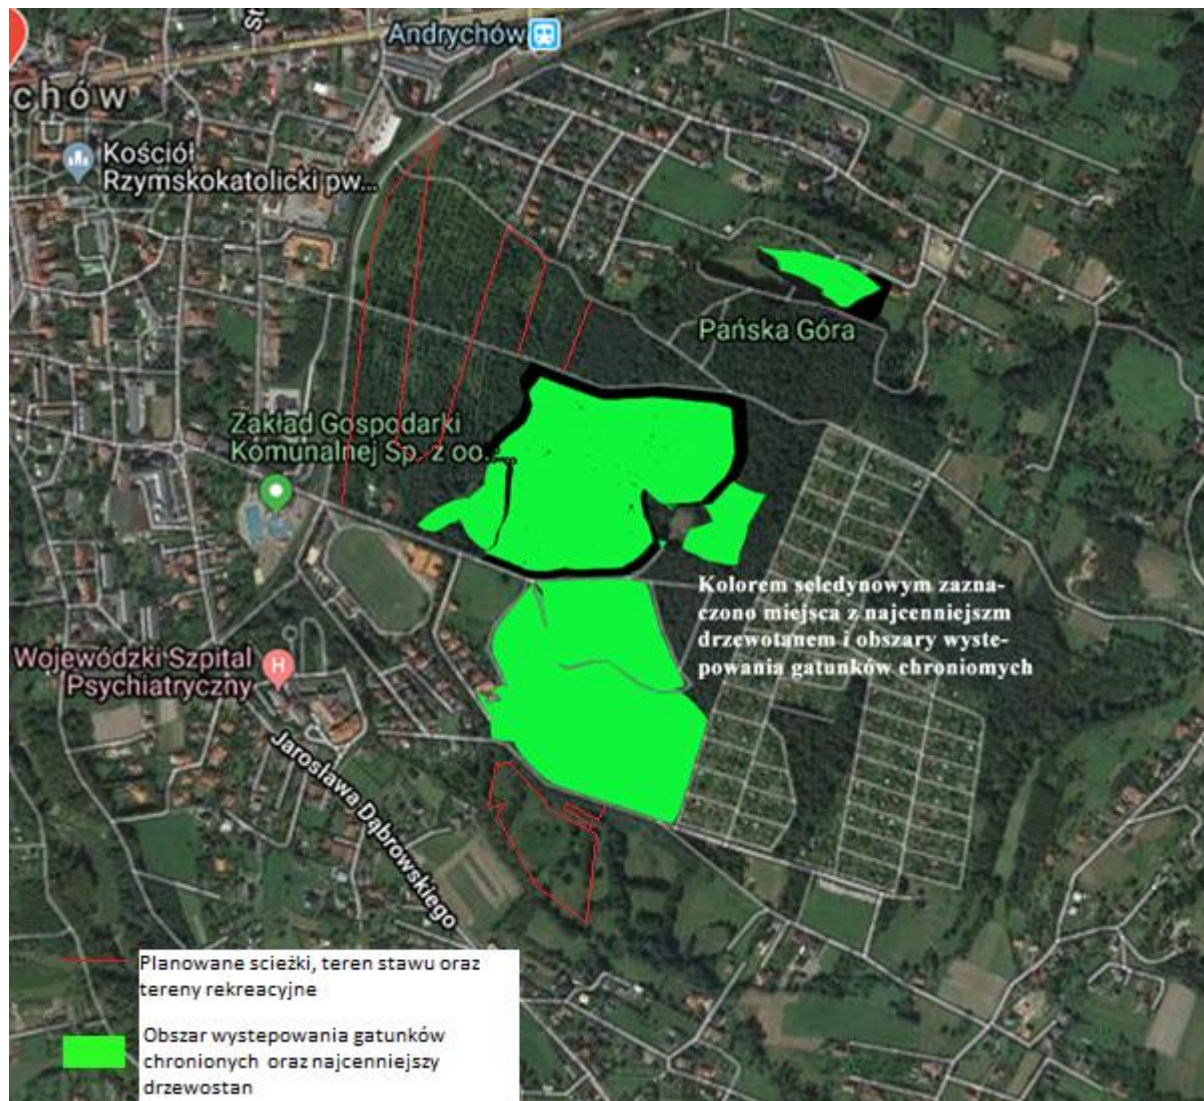 Andrychów
chów
Kościół
Rzymskokatolicki pw...
Pańska Góra
Zakład Gospodarki
Komunalnej Sp. z oo....
Kolorem seledynowym zazna-
czono miejsca z najcenniejszm
drzewotanem i obszary wyste-
powania gatunków chroniomych
Wojewódzki Szpital
Psychiatryczny
H
Jarosława Dąbrowskiego
Planowane scieżki, teren stawu oraz
tereny rekreacyjne
Obszar wystepowania gatunków
chronionych oraz najcenniejszy
drzewostan